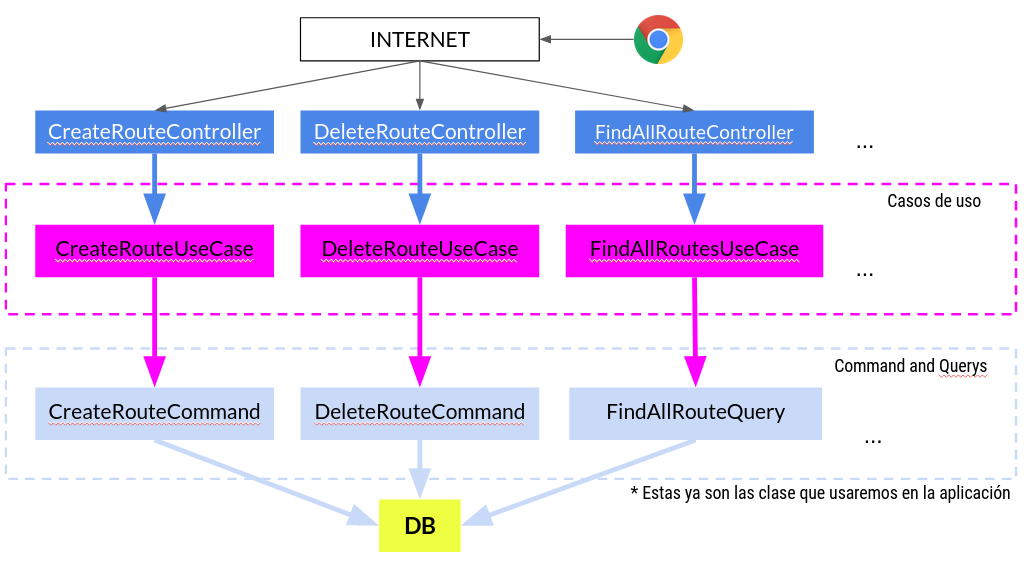 INTERNET
CreateRouteController
DeleteRouteController
FindAllRouteController
...
Casos de uso
CreateRouteUseCase
DeleteRouteUseCase
FindAllRoutesUseCase
...
Command and Querys
CreateRouteCommand
DeleteRouteCommand
FindAllRouteQuery
...
* Estas ya son las clase que usaremos en la aplicación
DB